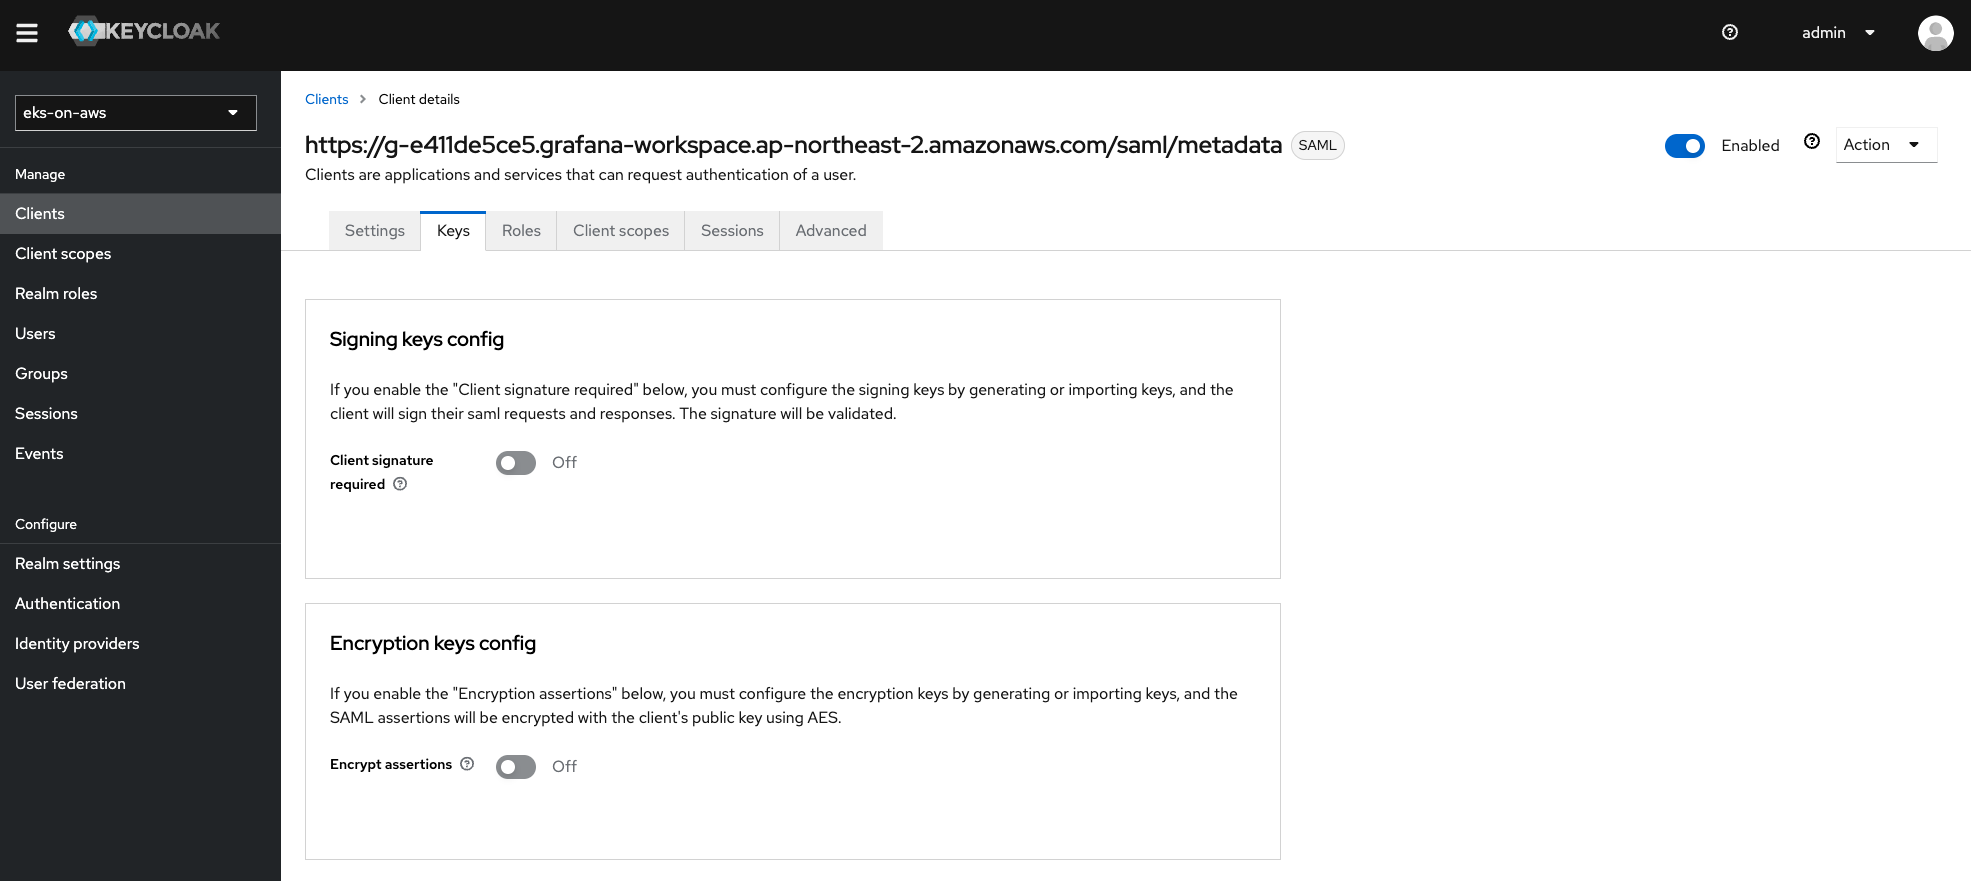 KEYCLOAK
admin
eks-on-aws
Manage
Clients
Client scopes
Realm roles
Users
Groups
Sessions
Events
Configure
Realm settings
Authentication
Identity providers
User federation
Clients > Client details
https://g-e411de5ce5.grafana-workspace.ap-northeast-2.amazonaws.com/saml/metadata SAML
Enabled
Action
Clients are applications and services that can request authentication of a user.
Settings Keys Roles Client scopes Sessions Advanced
Signing keys config
If you enable the "Client signature required" below, you must configure the signing keys by generating or importing keys, and the
client will sign their saml requests and responses. The signature will be validated.
Client signature
required
Off
Encryption keys config
If you enable the "Encryption assertions" below, you must configure the encryption keys by generating or importing keys, and the
SAML assertions will be encrypted with the client's public key using AES.
Encrypt assertions
Off